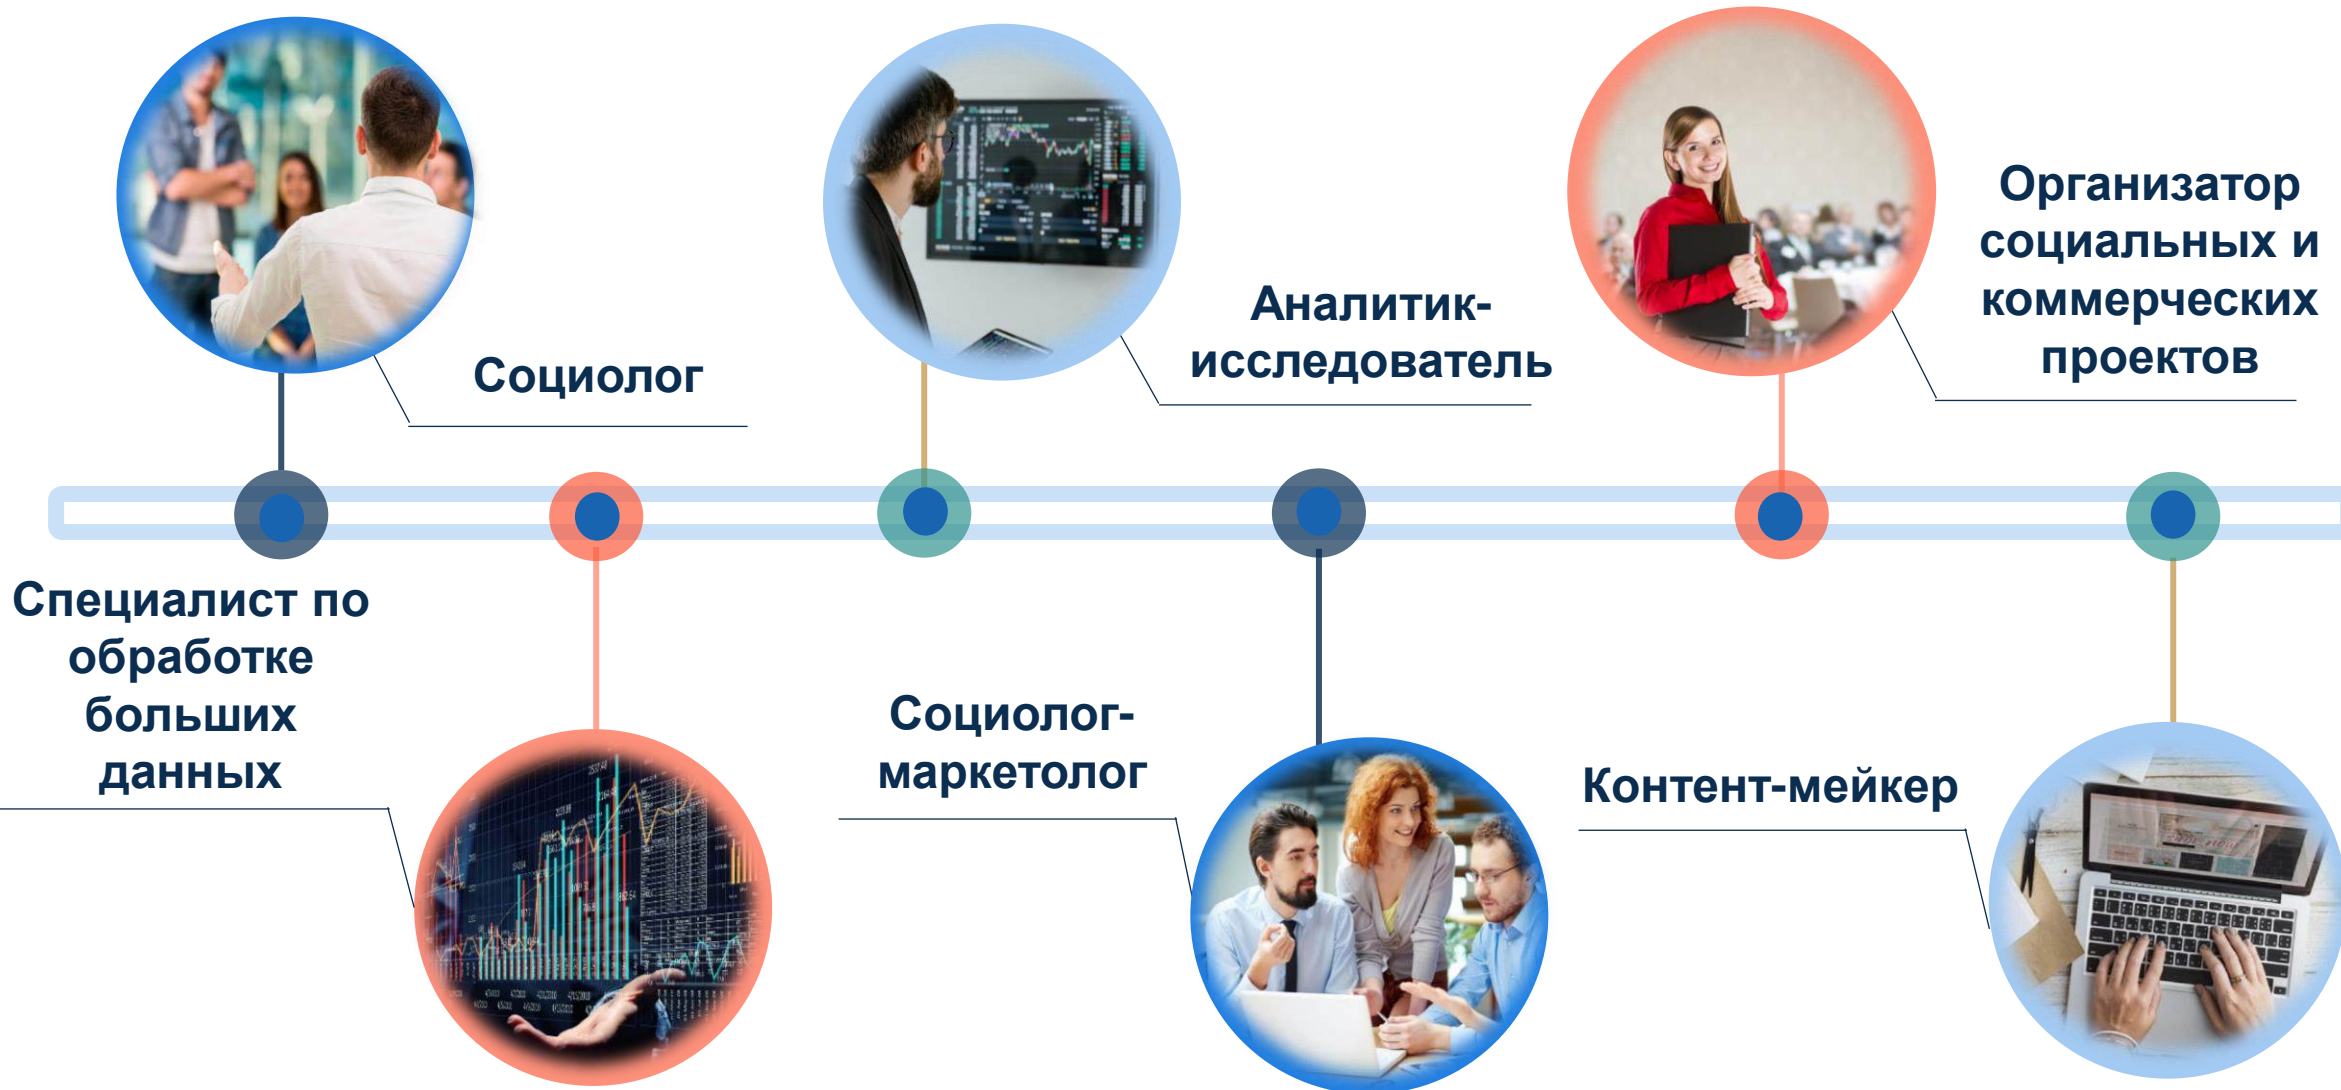 Социолог
Аналитик-
исследователь
Организатор
социальных и
коммерческих
проектов
Специалист по
обработке
больших
данных
Социолог-
маркетолог
Контент-мейкер